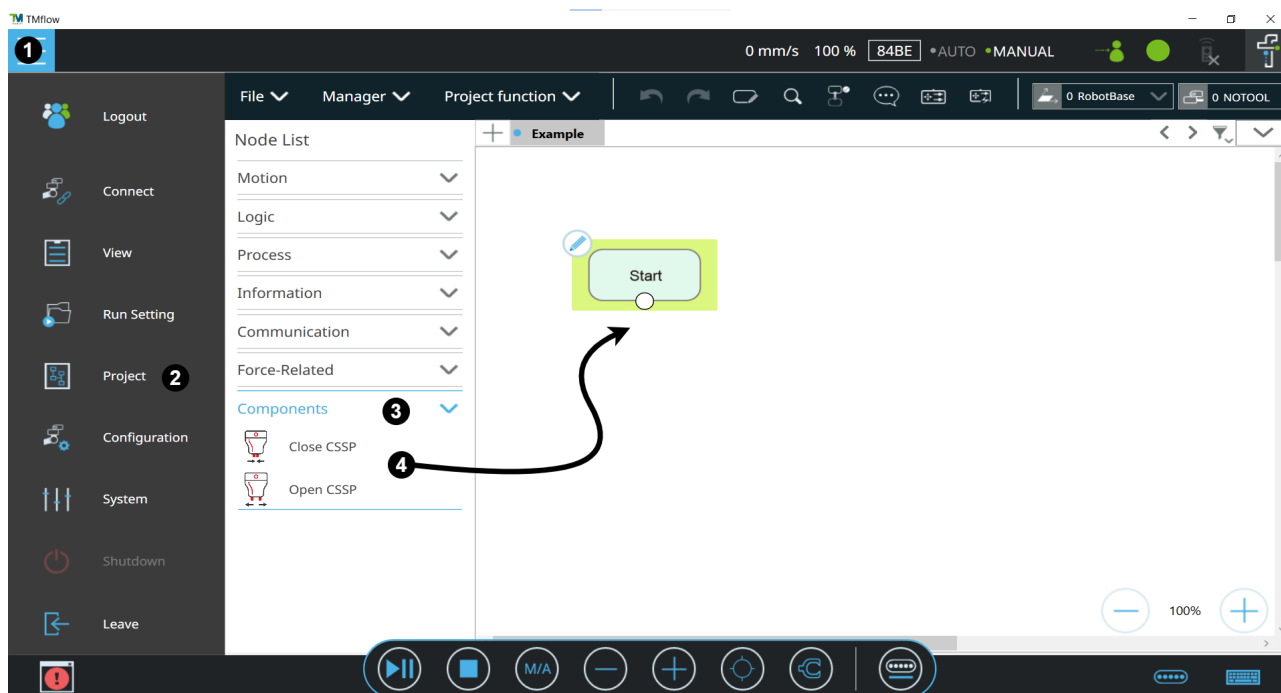 TM TMflow
1
0 mm/s 100 % 84BE AUTO MANUAL
File Manager Project function
0 RobotBase
0 NOTOOL
Logout
Connect
View
Run Setting
Project 2
Configuration
System
Shutdown
Leave
Node List
Motion
Logic
Process
Information
Communication
Force-Related
Components 3
Close CSSP
4
Open CSSP
Example
Start
100%
M/A